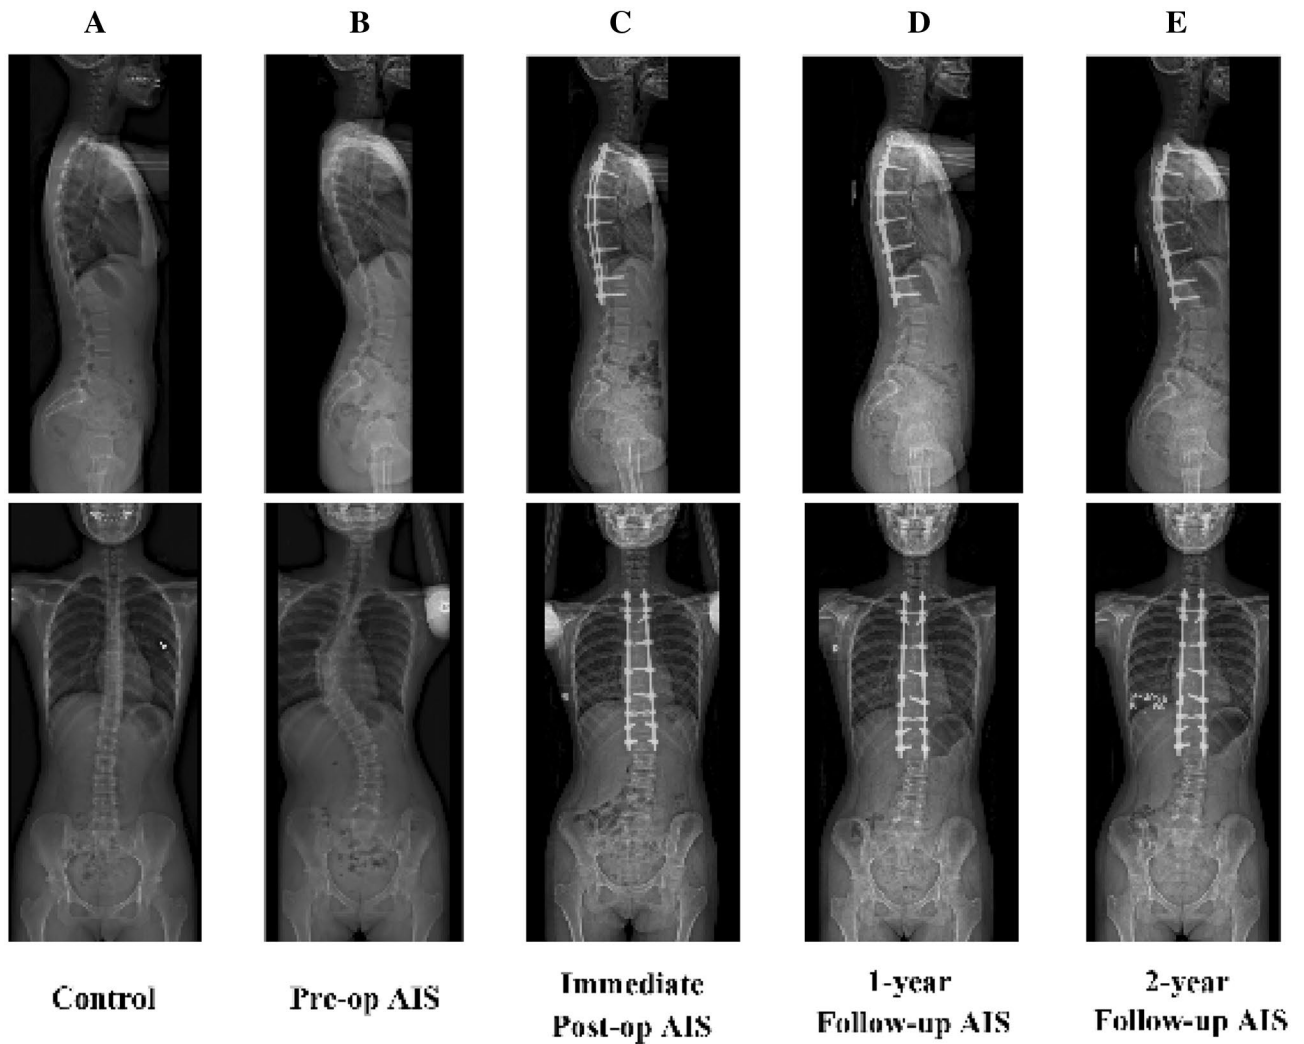 A B C D E
Control
Pre-op AIS
Immediate
Post-op AIS
1-year
Follow-up AIS
2-year
Follow-up AIS